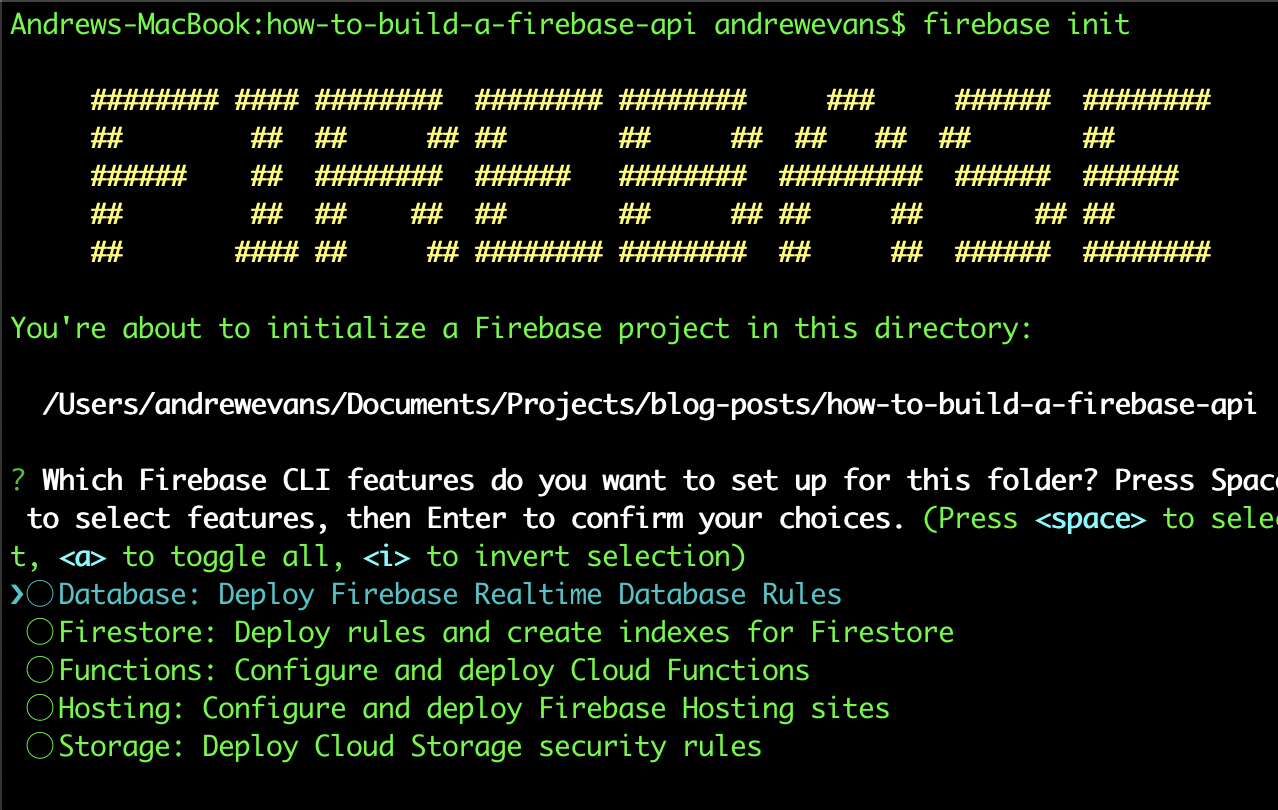 Andrews-MacBook:how-to-build-a-firebase-api andrewevans$ firebase init
     ######## #### ########  ######## ########     ###     ######  ########
     ##        ##  ##     ## ##       ##     ##  ##   ##  ##       ##
     ######    ##  ########  ######   ########  #########  ######  ######
     ##        ##  ##    ##  ##       ##     ## ##     ##       ## ##
     ##       #### ##     ## ######## ########  ##     ##  ######  ########
You're about to initialize a Firebase project in this directory:
  /Users/andrewevans/Documents/Projects/blog-posts/how-to-build-a-firebase-api
? Which Firebase CLI features do you want to set up for this folder? Press Space
 to select features, then Enter to confirm your choices. (Press <space> to selec
t, <a> to toggle all, <i> to invert selection)
❯◯ Database: Deploy Firebase Realtime Database Rules
 ◯ Firestore: Deploy rules and create indexes for Firestore
 ◯ Functions: Configure and deploy Cloud Functions
 ◯ Hosting: Configure and deploy Firebase Hosting sites
 ◯ Storage: Deploy Cloud Storage security rules